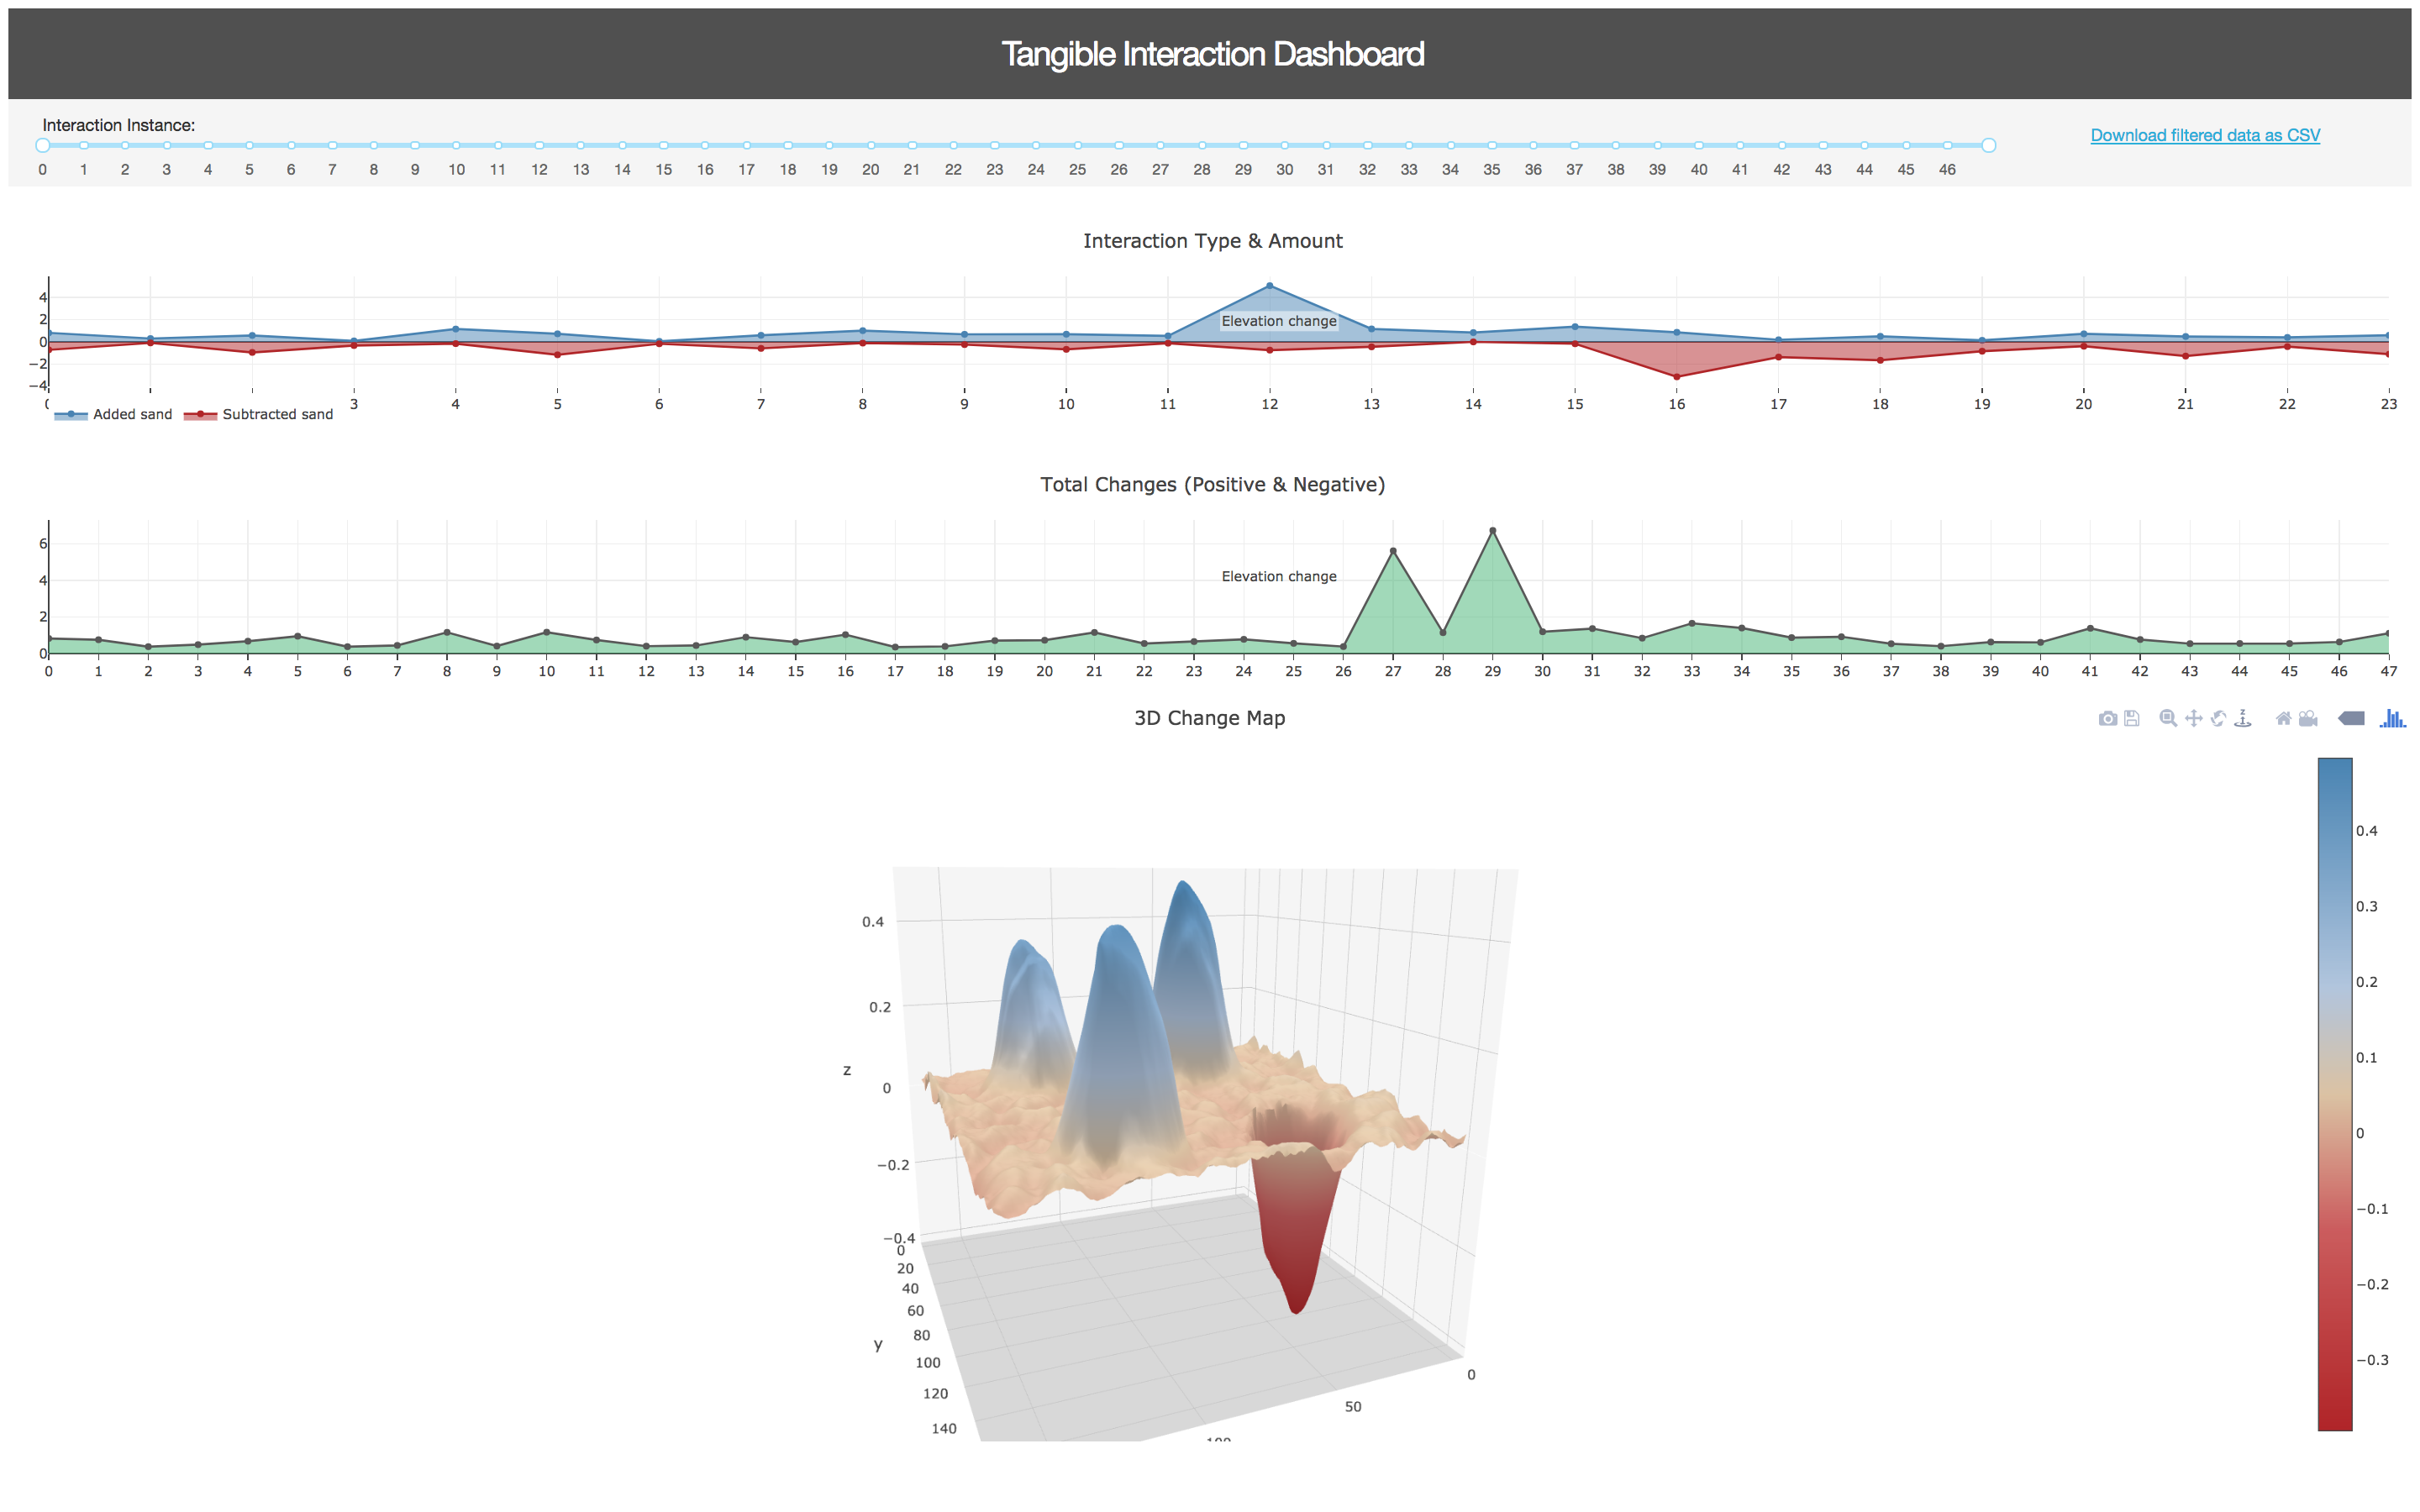 Tangible Interaction Dashboard
Interaction Instance:
Download filtered data as CSV
0 1 2 3 4 5 6 7 8 9 10 11 12 13 14 15 16 17 18 19 20 21 22 23 24 25 26 27 28 29 30 31 32 33 34 35 36 37 38 39 40 41 42 43 44 45 46
Interaction Type & Amount
4
2
0
−2
−4
Elevation change
3 4 5 6 7 8 9 10 11 12 13 14 15 16 17 18 19 20 21 22 23
Added sand Subtracted sand
Total Changes (Positive & Negative)
6
4
2
0
Elevation change
0 1 2 3 4 5 6 7 8 9 10 11 12 13 14 15 16 17 18 19 20 21 22 23 24 25 26 27 28 29 30 31 32 33 34 35 36 37 38 39 40 41 42 43 44 45 46 47
3D Change Map
z
0.4
0.2
0
−0.2
−0.4
y
0
20
40
60
80
100
120
140
0
50
0.4
0.3
0.2
0.1
0
−0.1
−0.2
−0.3